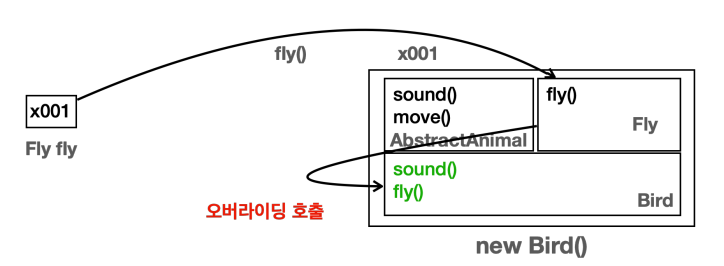 fly()
x001
x001
Fly fly
sound()
move()
AbstractAnimal
fly()
Fly
sound()
fly()
Bird
오버라이딩 호출
new Bird()